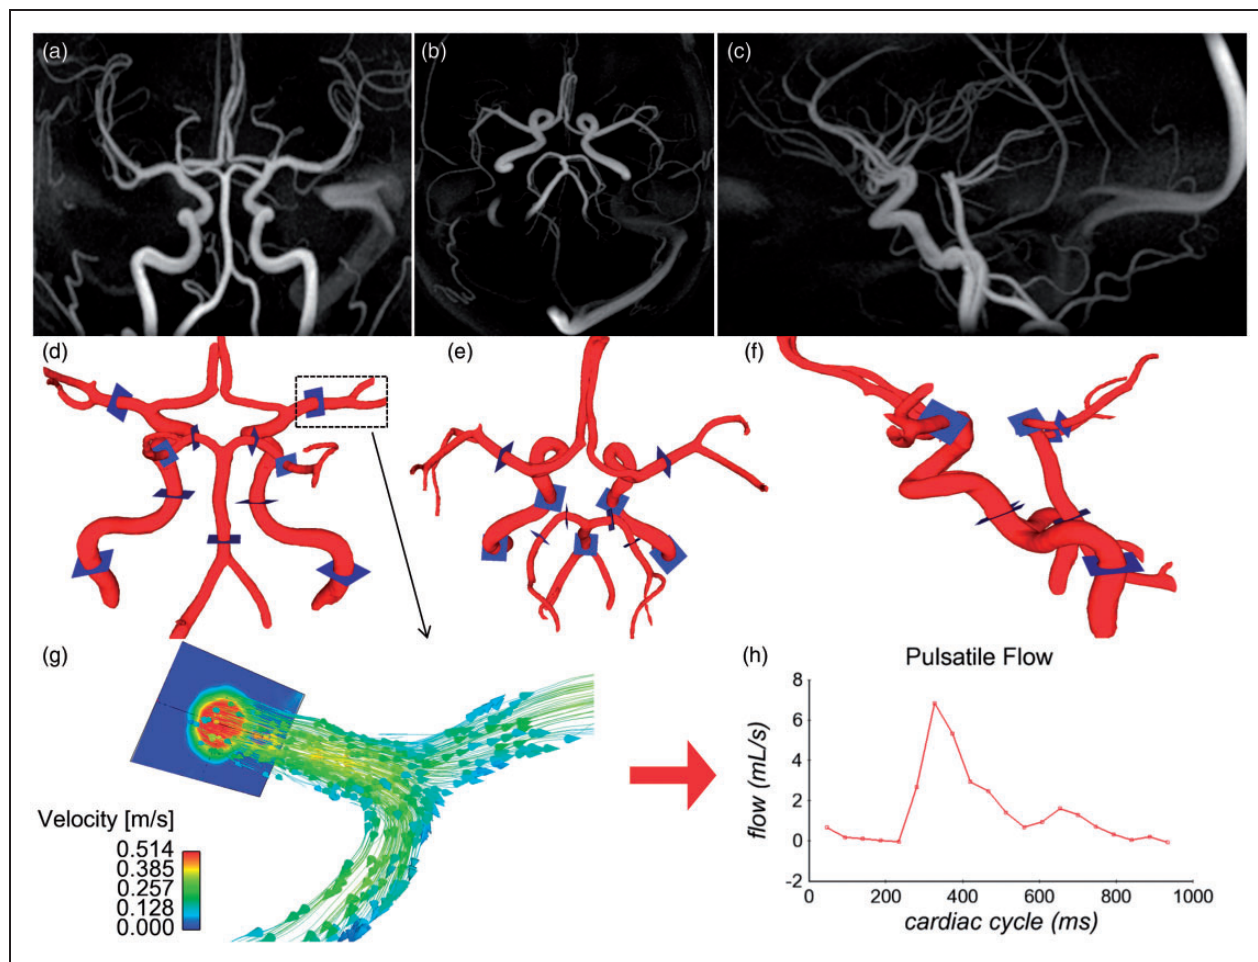 (a)
(b)
(c)
(d)
(e)
(f)
(g)
(h)
Pulsatile Flow
Velocity [m/s]
0.514
0.385
0.257
0.128
0.000
flow (mL/s)
8
6
4
2
0
-2
0 200 400 600 800 1000
cardiac cycle (ms)